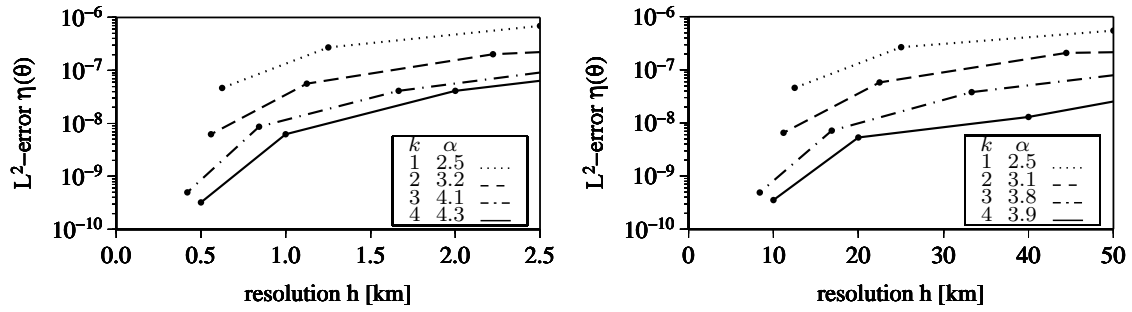 L²−error η(θ)
10⁻⁶
10⁻⁷
10⁻⁸
10⁻⁹
10⁻¹⁰
k α
1 2.5
2 3.2
3 4.1
4 4.3
0.0 0.5 1.0 1.5 2.0 2.5
resolution h [km]
L²−error η(θ)
10⁻⁶
10⁻⁷
10⁻⁸
10⁻⁹
10⁻¹⁰
k α
1 2.5
2 3.1
3 3.8
4 3.9
0 10 20 30 40 50
resolution h [km]